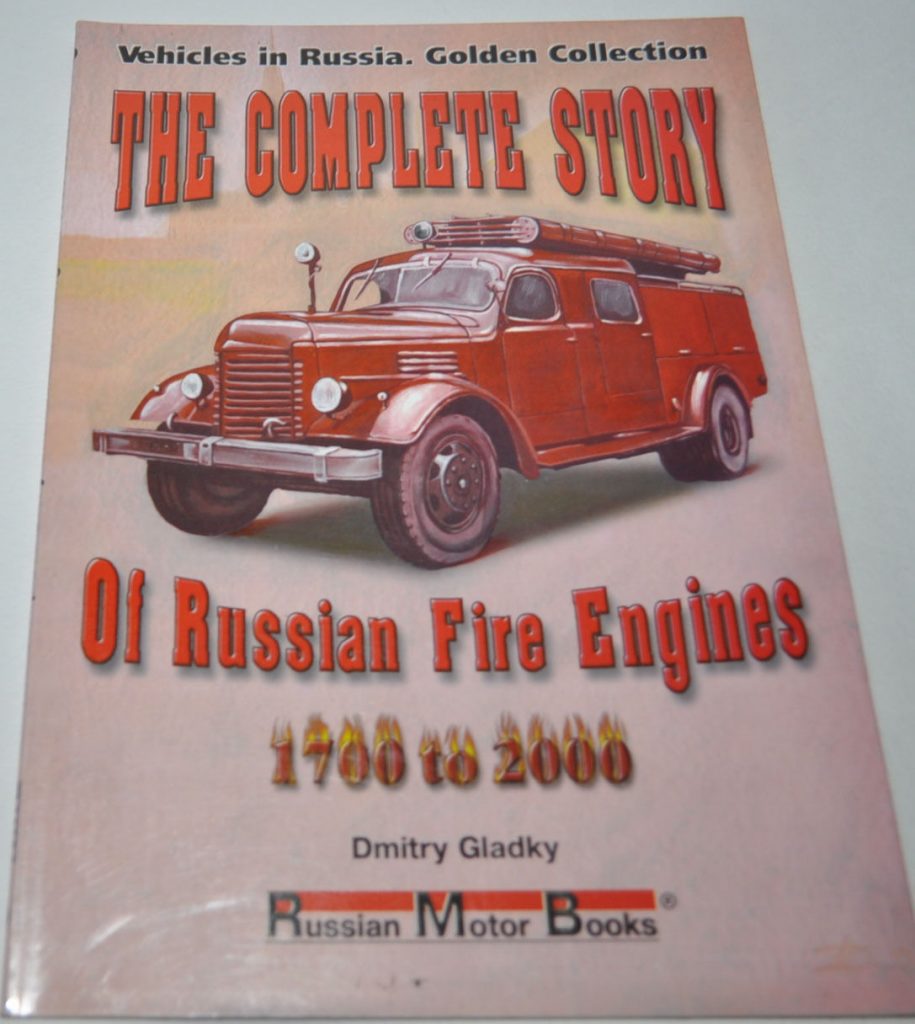 Vehicles in Russia. Golden Collection
THE COMPLETE STORY
Of Russian Fire Engines
1700 to 2000
Dmitry Gladky
Russian Motor Books®